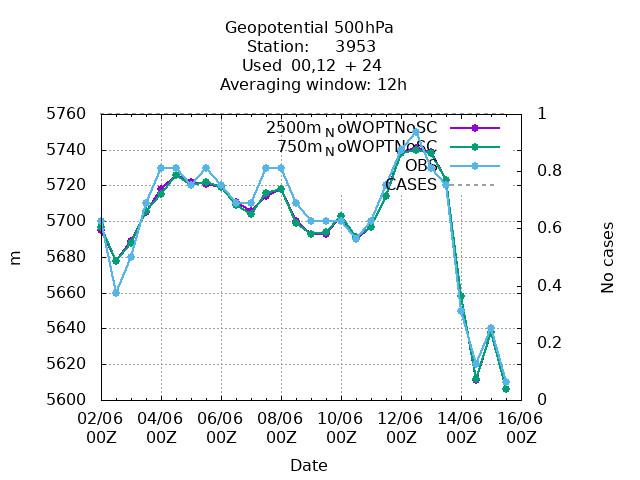 Geopotential 500hPa
Station: 3953
Used 00,12 + 24
Averaging window: 12h
5760
5740
5720
5700
5680
5660
5640
5620
5600
m
1
0.8
0.6
0.4
0.2
0
No cases
2500m_NoWOPTNoSC
750m_NoWOPTNoSC
OBS
CASES
02/06 04/06 06/06 08/06 10/06 12/06 14/06 16/06
00Z 00Z 00Z 00Z 00Z 00Z 00Z 00Z
Date